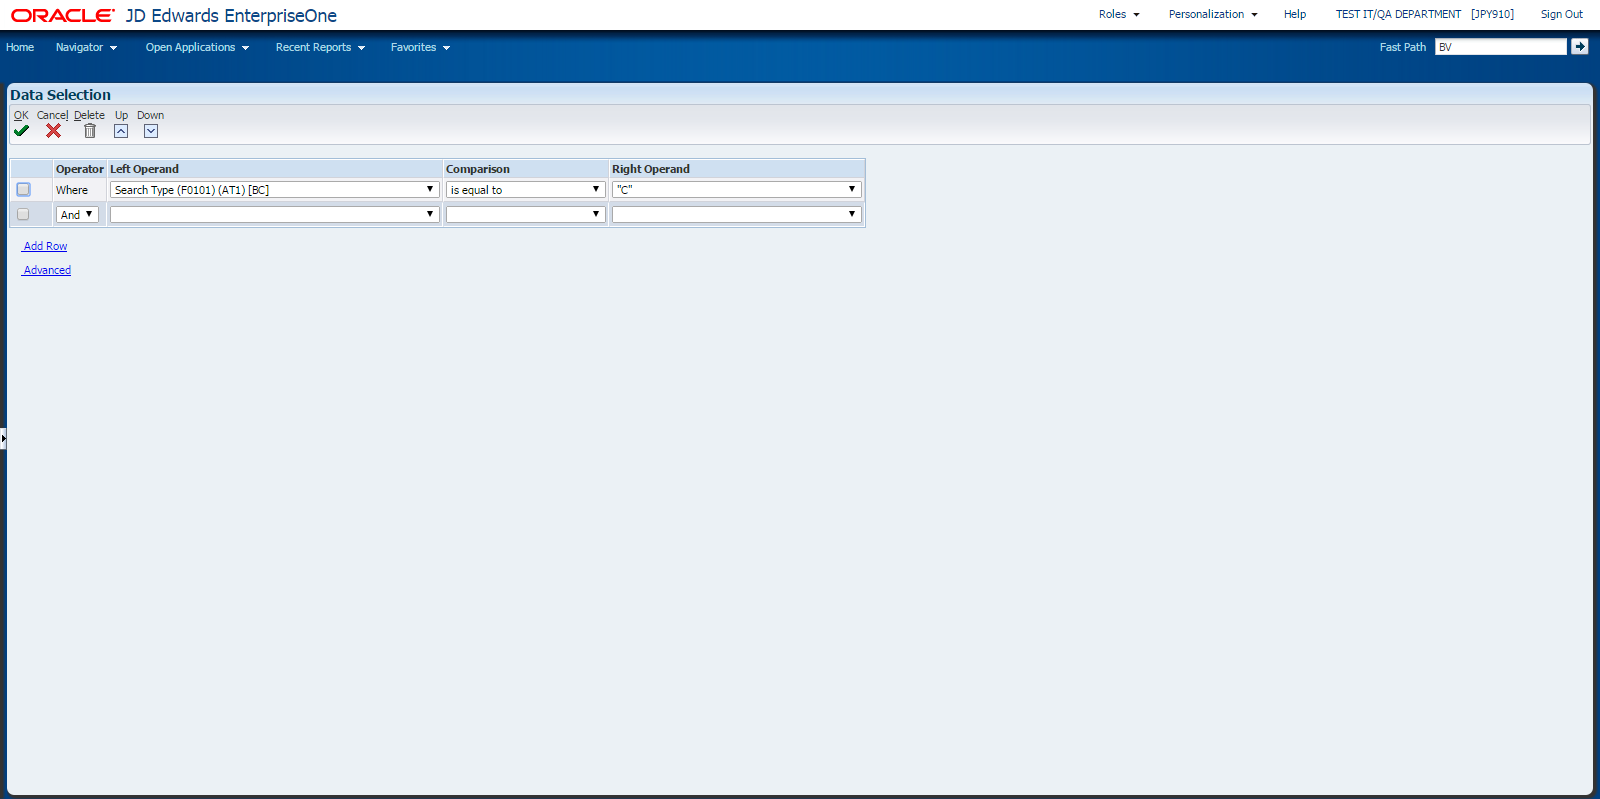 ORACLE JD Edwards EnterpriseOne Roles Personalization Help TEST IT/QA DEPARTMENT [JPY910] Sign Out
Home Navigator Open Applications Recent Reports Favorites Fast Path BV
Data Selection
OK Cancel Delete Up Down
Operator Left Operand Comparison Right Operand
Where Search Type (F0101) (AT1) [BC] is equal to "C"
And
Add Row
Advanced